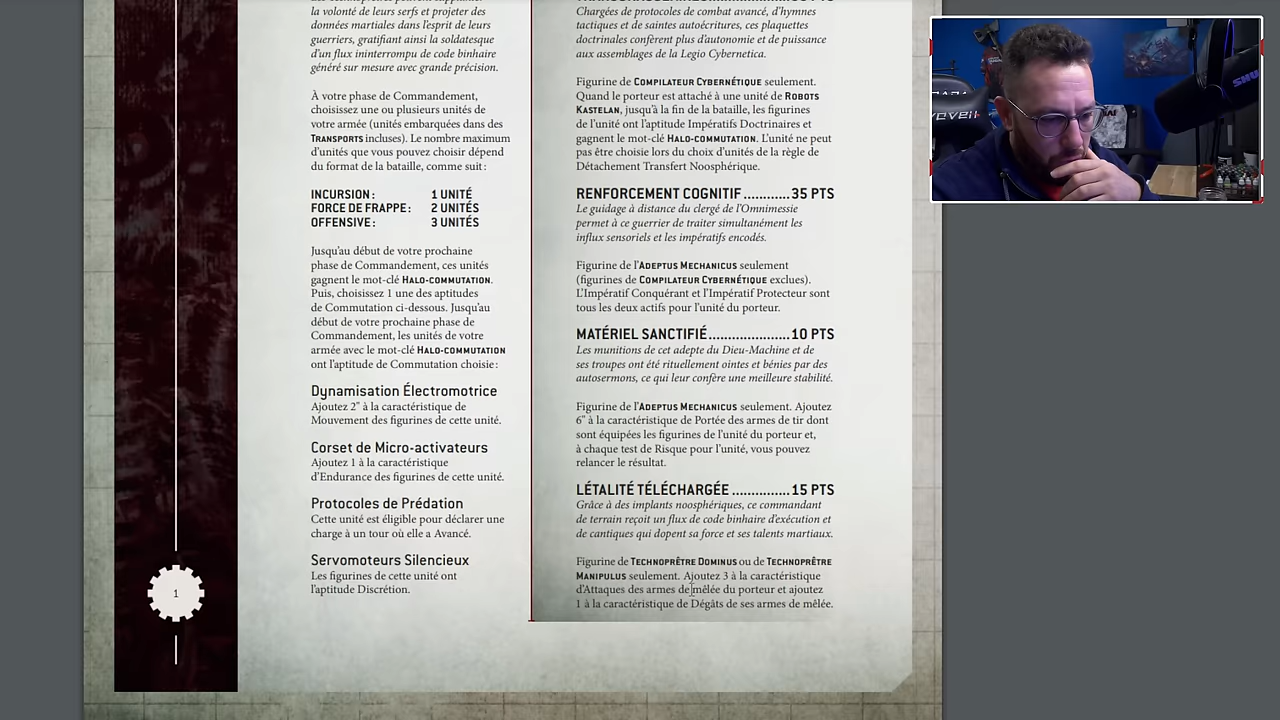 la volonté de leurs serfs et projeter des
données martiales dans l'esprit de leurs
guerriers, gratifiant ainsi la soldatesque
d'un flux ininterrompu de code binaire
généré sur mesure avec grande précision.
À votre phase de Commandement,
choisissez une ou plusieurs unités de
votre armée (unités embarquées dans des
Transports exclues). Le nombre maximum
d'unités que vous pouvez choisir dépend
du format de la bataille, comme suit :
INCURSION : 1 UNITÉ
FORCE DE FRAPPE : 2 UNITÉS
OFFENSIVE : 3 UNITÉS
Jusqu'au début de votre prochaine
phase de Commandement, ces unités
gagnent le mot-clé Halo-commutation.
Puis, choisissez 1 une des aptitudes
de Commutation ci-dessous. Jusqu'au
début de votre prochaine phase de
Commandement, les unités de votre
armée avec le mot-clé Halo-commutation
ont l'aptitude de Commutation choisie :
Dynamisation Électromotrice
Ajoutez 2" à la caractéristique de
Mouvement des figurines de cette unité.
Corset de Micro-activateurs
Ajoutez 1 à la caractéristique
d'Endurance des figurines de cette unité.
Protocoles de Prédation
Cette unité est éligible pour déclarer une
charge à un tour où elle a Avancé.
Servomoteurs Silencieux
Les figurines de cette unité ont
l'aptitude Discrétion.
1
Chargées de protocoles de combat avancé, d'hymnes
tactiques et de saintes autoécritures, ces plaquettes
doctrinales confèrent plus d'autonomie et de puissance
aux assemblages de la Legio Cybernetica.
Figurine de Compilateur Cybernétique seulement.
Quand le porteur est attaché à une unité de Robots
Kastelan, jusqu'à la fin de la bataille, les figurines
de l'unité ont l'aptitude Impératifs Doctrinaires et
gagnent le mot-clé Halo-commutation. L'unité ne peut
pas être choisie lors du choix d'unités de la règle de
Détachement Transfert Noosphérique.
RENFORCEMENT COGNITIF ............35 PTS
Le guidage à distance du clergé de l'Omnimessie
permet à ce guerrier de traiter simultanément les
influx sensoriels et les impératifs encodés.
Figurine de l'Adeptus Mechanicus seulement
(figurines de Compilateur Cybernétique exclues).
L'Impératif Conquérant et l'Impératif Protecteur sont
tous les deux actifs pour l'unité du porteur.
MATÉRIEL SANCTIFIÉ.....................10 PTS
Les munitions de cet adepte du Dieu-Machine et de
ses troupes ont été rituellement ointes et bénies par des
autosermons, ce qui leur confère une meilleure stabilité.
Figurine de l'Adeptus Mechanicus seulement. Ajoutez
6" à la caractéristique de Portée des armes de tir dont
sont équipées les figurines de l'unité du porteur et,
à chaque test de Risque pour l'unité, vous pouvez
relancer le résultat.
LÉTALITÉ TÉLÉCHARGÉE ...............15 PTS
Grâce à des implants noosphériques, ce commandant
de terrain reçoit un flux de code binaire d'exécution et
de cantiques qui dopent sa force et ses talents martiaux.
Figurine de Technoprêtre Dominus ou de Technoprêtre
Manipulus seulement. Ajoutez 3 à la caractéristique
d'Attaques des armes de mêlée du porteur et ajoutez
1 à la caractéristique de Dégâts de ses armes de mêlée.